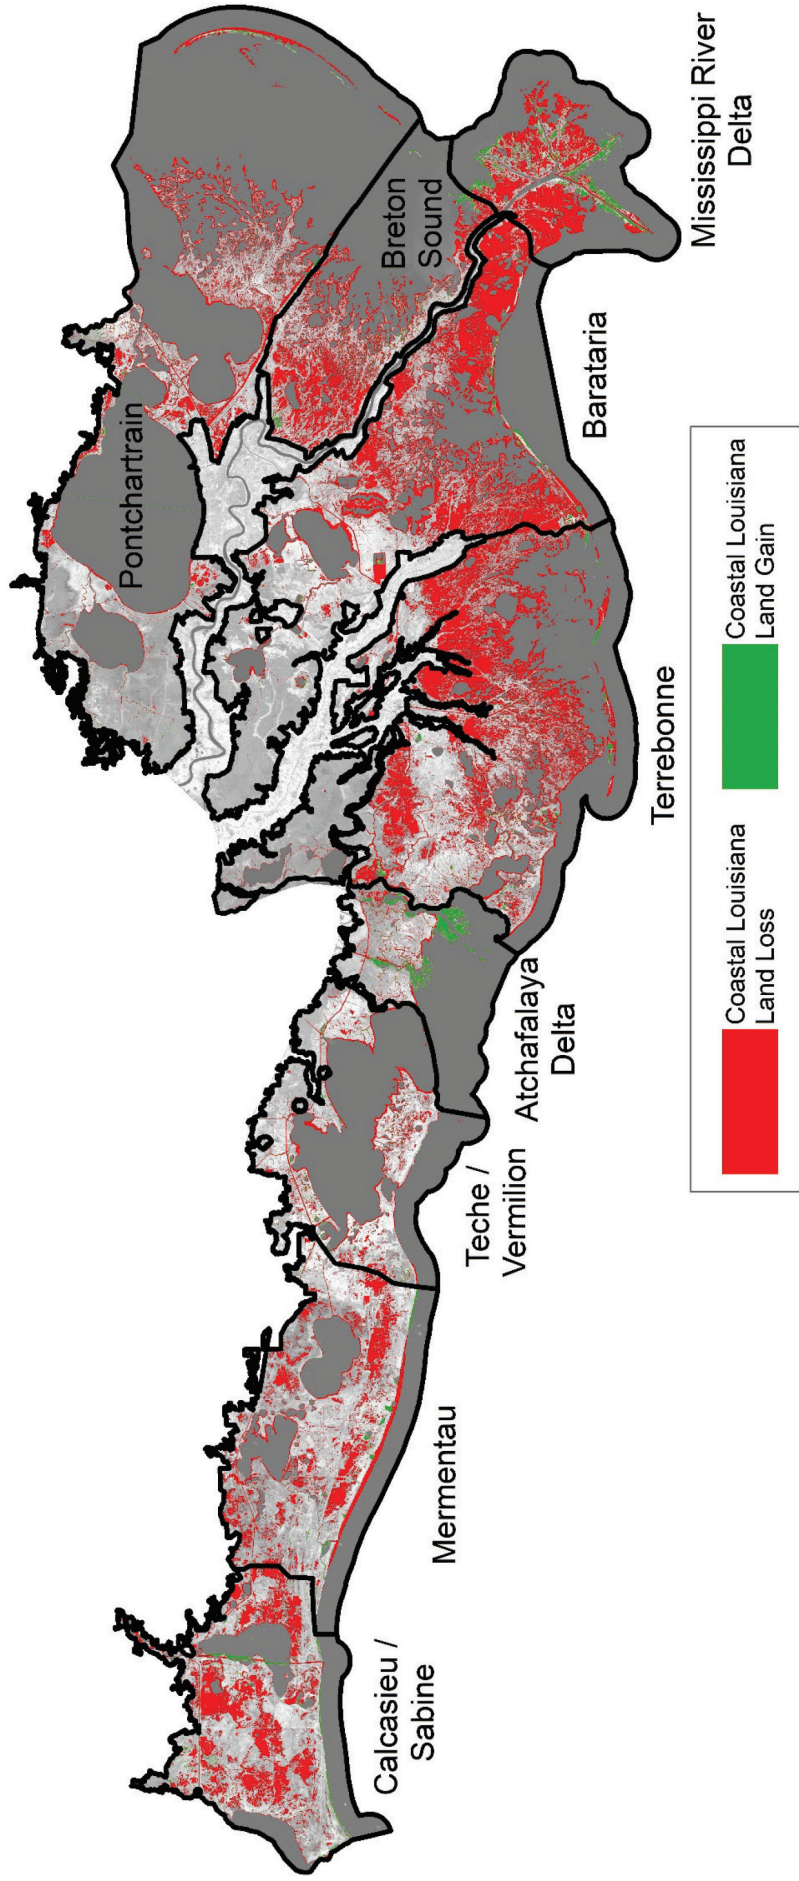 Pontchartrain
Breton
Sound
Mississippi River
Delta
Barataria
Terrebonne
Atchafalaya
Delta
Teche /
Vermilion
Mermentau
Calcasieu /
Sabine
Coastal Louisiana
Land Loss
Coastal Louisiana
Land Gain